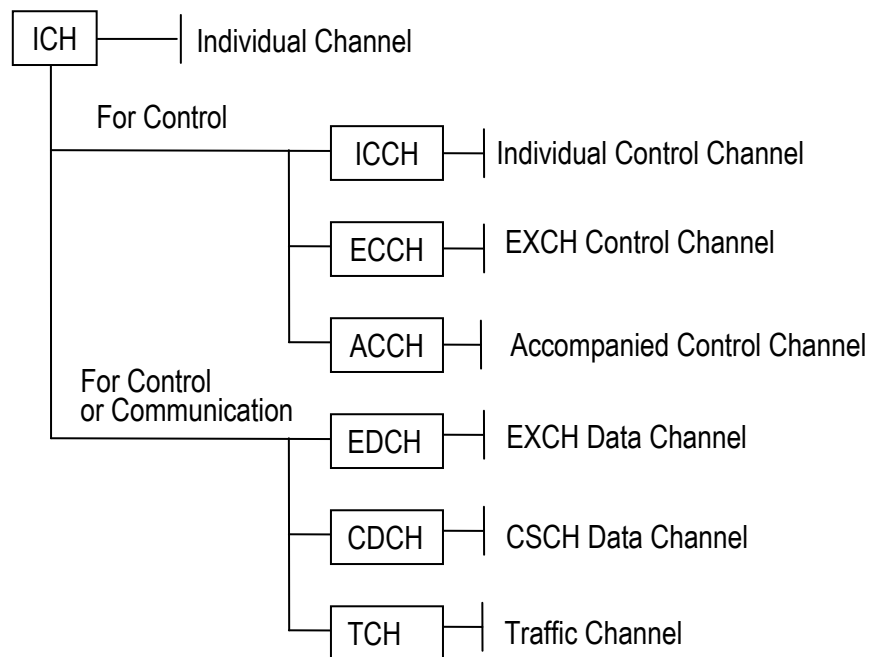 ICH Individual Channel
For Control
ICCH Individual Control Channel
ECCH EXCH Control Channel
ACCH Accompanied Control Channel
For Control
or Communication
EDCH EXCH Data Channel
CDCH CSCH Data Channel
TCH Traffic Channel